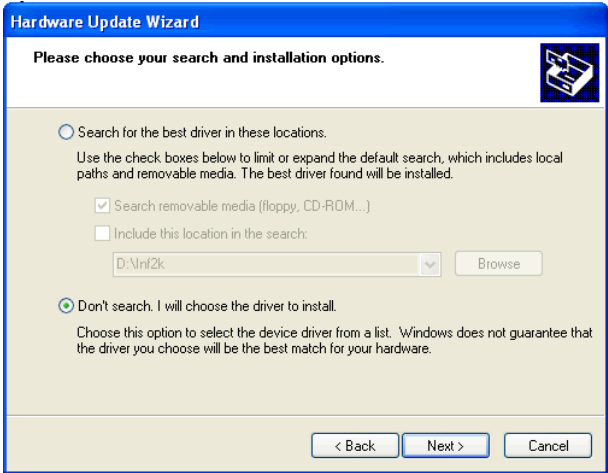 Hardware Update Wizard
Please choose your search and installation options.
Search for the best driver in these locations.
Use the check boxes below to limit or expand the default search, which includes local
paths and removable media. The best driver found will be installed.
Search removable media (floppy, CD-ROM...)
Include this location in the search:
D:\Inf2k
Browse
Don't search. I will choose the driver to install.
Choose this option to select the device driver from a list.  Windows does not guarantee that
the driver you choose will be the best match for your hardware.
< Back
Next >
Cancel